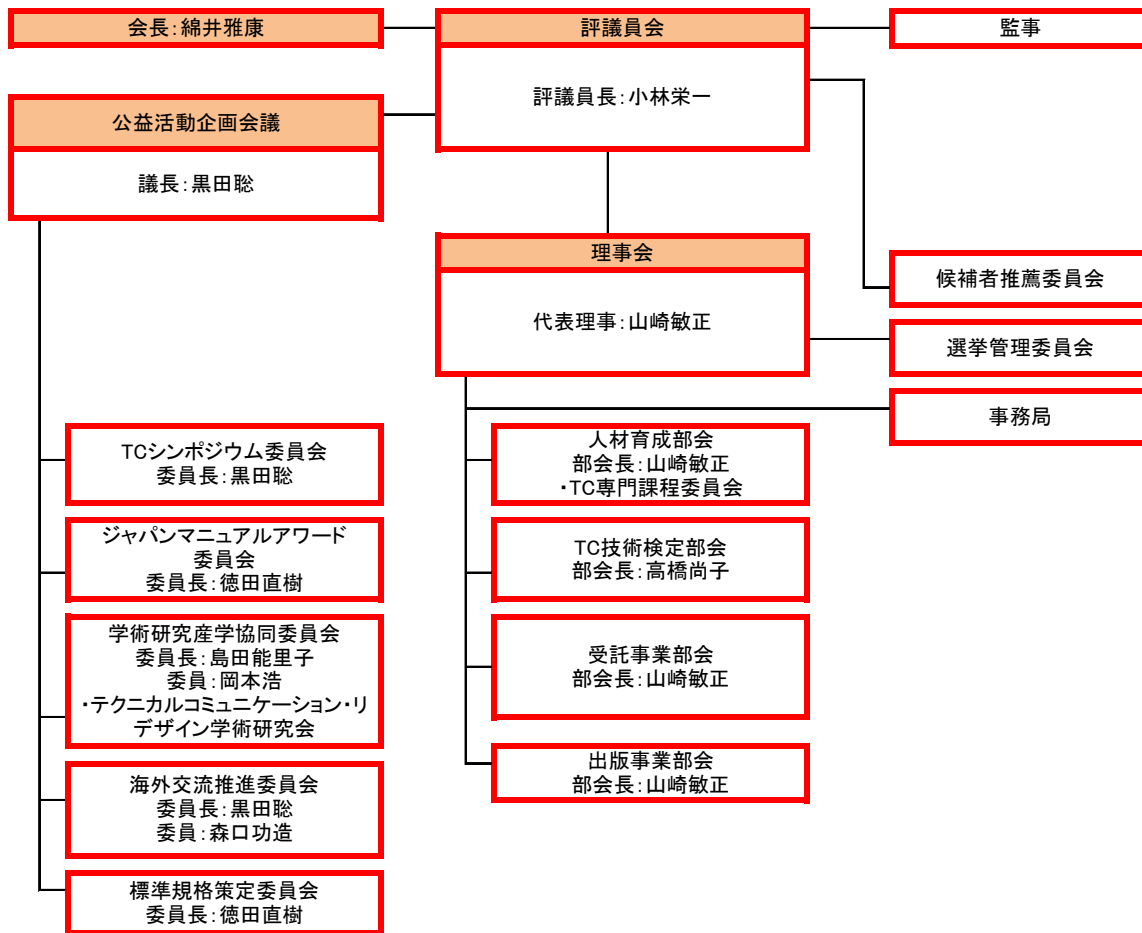 会長：綿井雅康
評議員会
監事
評議員長：小林栄一
公益活動企画会議
議長：黒田聡
理事会
代表理事：山崎敏正
候補者推薦委員会
選挙管理委員会
事務局
TCシンポジウム委員会
委員長：黒田聡
ジャパンマニュアルアワード
委員会
委員長：徳田直樹
学術研究産学協同委員会
委員長：島田能里子
委員：岡本浩
・テクニカルコミュニケーション・リ
デザイン学術研究会
海外交流推進委員会
委員長：黒田聡
委員：森口功造
標準規格策定委員会
委員長：徳田直樹
人材育成部会
部会長：山崎敏正
・TC専門課程委員会
TC技術検定部会
部会長：高橋尚子
受託事業部会
部会長：山崎敏正
出版事業部会
部会長：山崎敏正